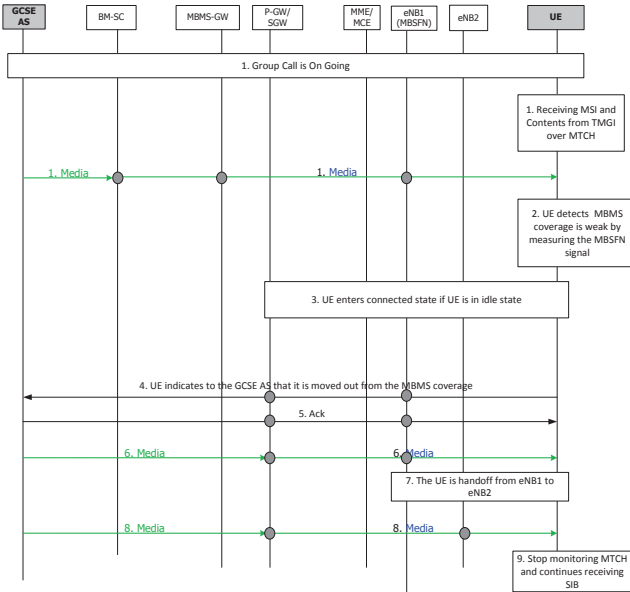 GCSE
AS
BM-SC
MBMS-GW
P-GW/
SGW
MME/
MCE
eNB1
(MBSFN)
eNB2
UE
1. Group Call is On Going
1. Receiving MSI and
Contents from TMGI
over MTCH
1. Media
1. Media
2. UE detects MBMS
coverage is weak by
measuring the MBSFN
signal
3. UE enters connected state if UE is in idle state
4. UE indicates to the GCSE AS that it is moved out from the MBMS coverage
5. Ack
6. Media
6. Media
7. The UE is handoff from eNB1 to
eNB2
8. Media
8. Media
9. Stop monitoring MTCH
and continues receiving
SIB